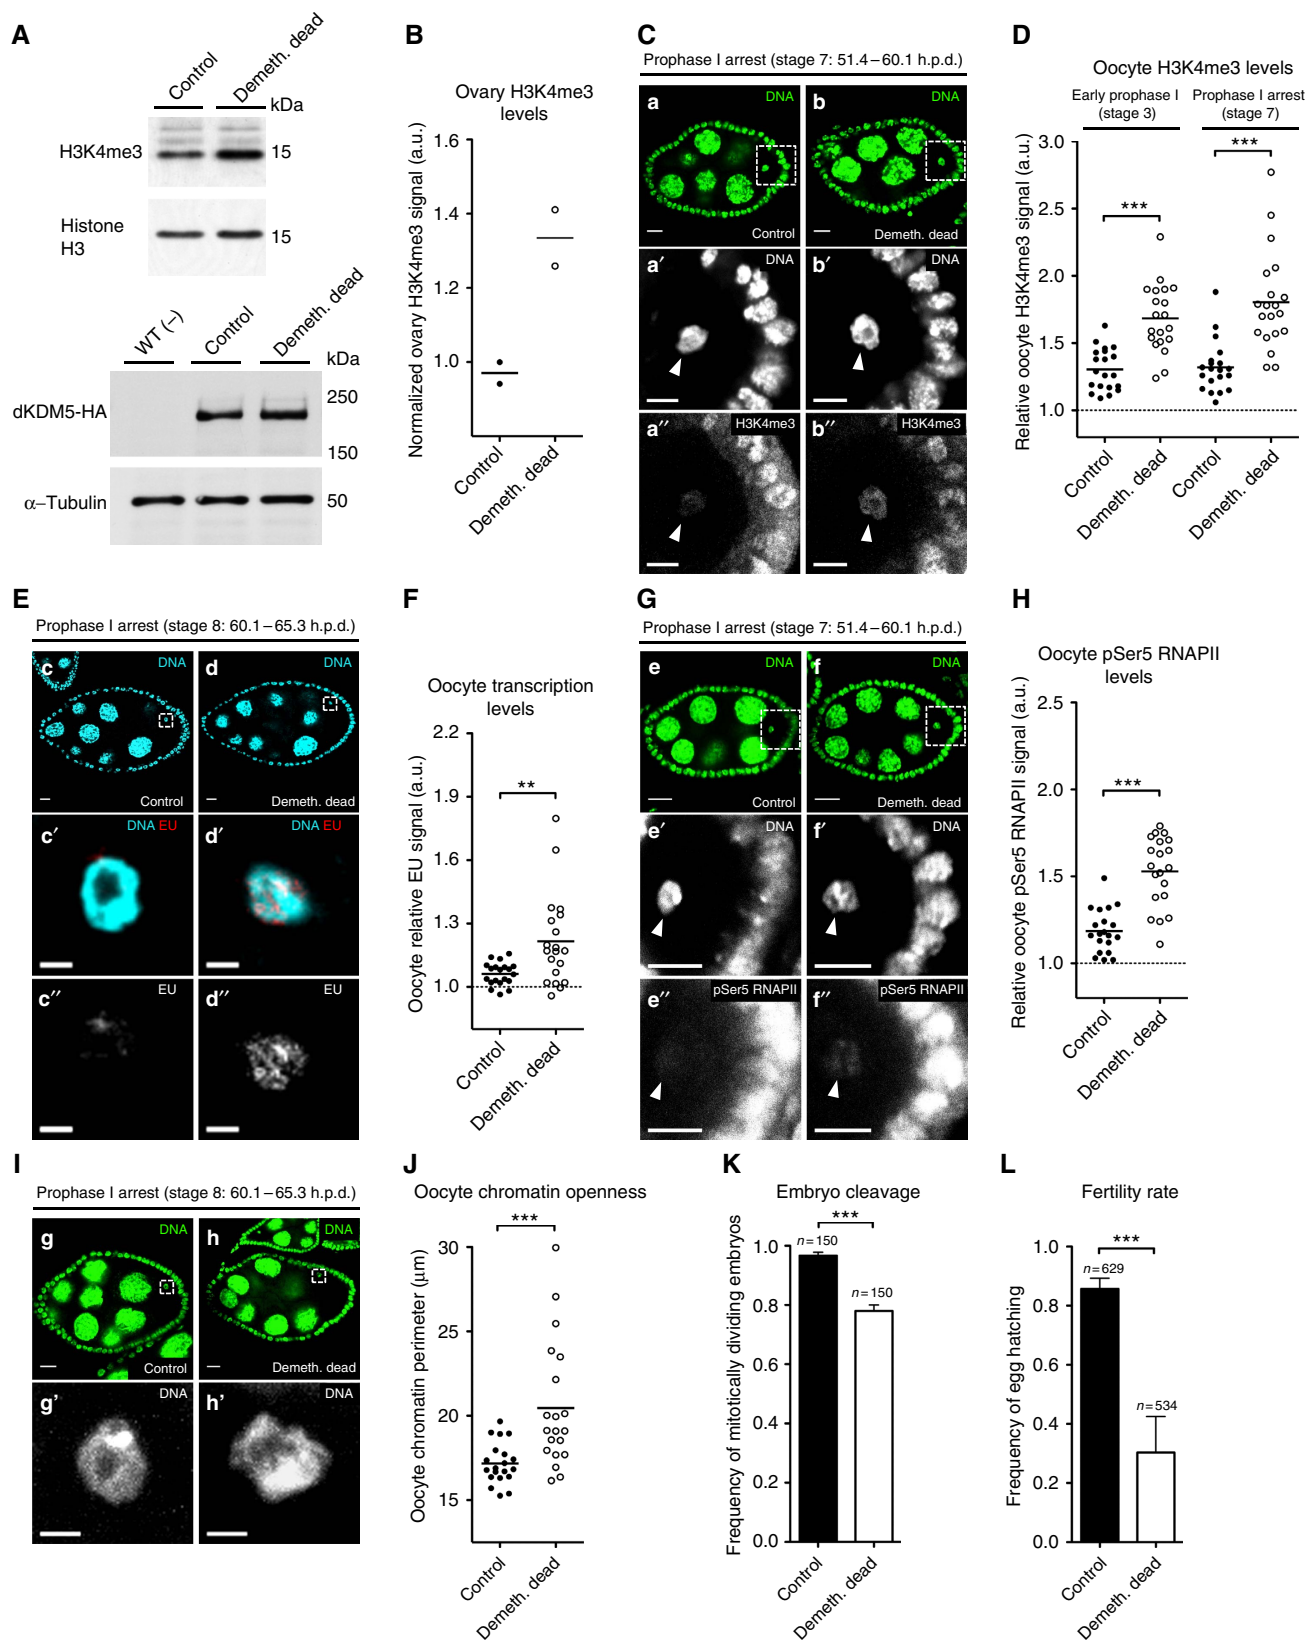 A
Control
Demeth. dead
kDa
H3K4me3
15
Histone
H3
15
WT (–)
Control
Demeth. dead
kDa
dKDM5-HA
250
150
α–Tubulin
50
B
Ovary H3K4me3
levels
Normalized ovary H3K4me3 signal (a.u.)
1.6
1.4
1.2
1.0
Control
Demeth. dead
C
Prophase I arrest (stage 7: 51.4–60.1 h.p.d.)
a
DNA
Control
b
DNA
Demeth. dead
a′
DNA
b′
DNA
a″
H3K4me3
b″
H3K4me3
D
Oocyte H3K4me3 levels
Early prophase I
(stage 3)
Prophase I arrest
(stage 7)
Relative oocyte H3K4me3 signal (a.u.)
3.0
2.5
2.0
1.5
1.0
***
***
Control
Demeth. dead
Control
Demeth. dead
E
Prophase I arrest (stage 8: 60.1–65.3 h.p.d.)
c
DNA
Control
d
DNA
Demeth. dead
c′
DNA EU
d′
DNA EU
c″
EU
d″
EU
F
Oocyte transcription
levels
Oocyte relative EU signal (a.u.)
2.2
1.9
1.6
1.3
1.0
**
Control
Demeth. dead
G
Prophase I arrest (stage 7: 51.4–60.1 h.p.d.)
e
DNA
Control
f
DNA
Demeth. dead
e′
DNA
f′
DNA
e″
pSer5 RNAPII
f″
pSer5 RNAPII
H
Oocyte pSer5 RNAPII
levels
Relative oocyte pSer5 RNAPII signal (a.u.)
2.5
2.0
1.5
1.0
***
Control
Demeth. dead
I
Prophase I arrest (stage 8: 60.1–65.3 h.p.d.)
g
DNA
Control
h
DNA
Demeth. dead
g'
DNA
h'
DNA
J
Oocyte chromatin openness
Oocyte chromatin perimeter (μm)
30
25
20
15
***
Control
Demeth. dead
K
Embryo cleavage
Frequency of mitotically dividing embryos
1.0
0.8
0.6
0.4
0.2
0.0
***
n=150
n=150
Control
Demeth. dead
L
Fertility rate
Frequency of egg hatching
1.0
0.8
0.6
0.4
0.2
0.0
***
n=629
n=534
Control
Demeth. dead